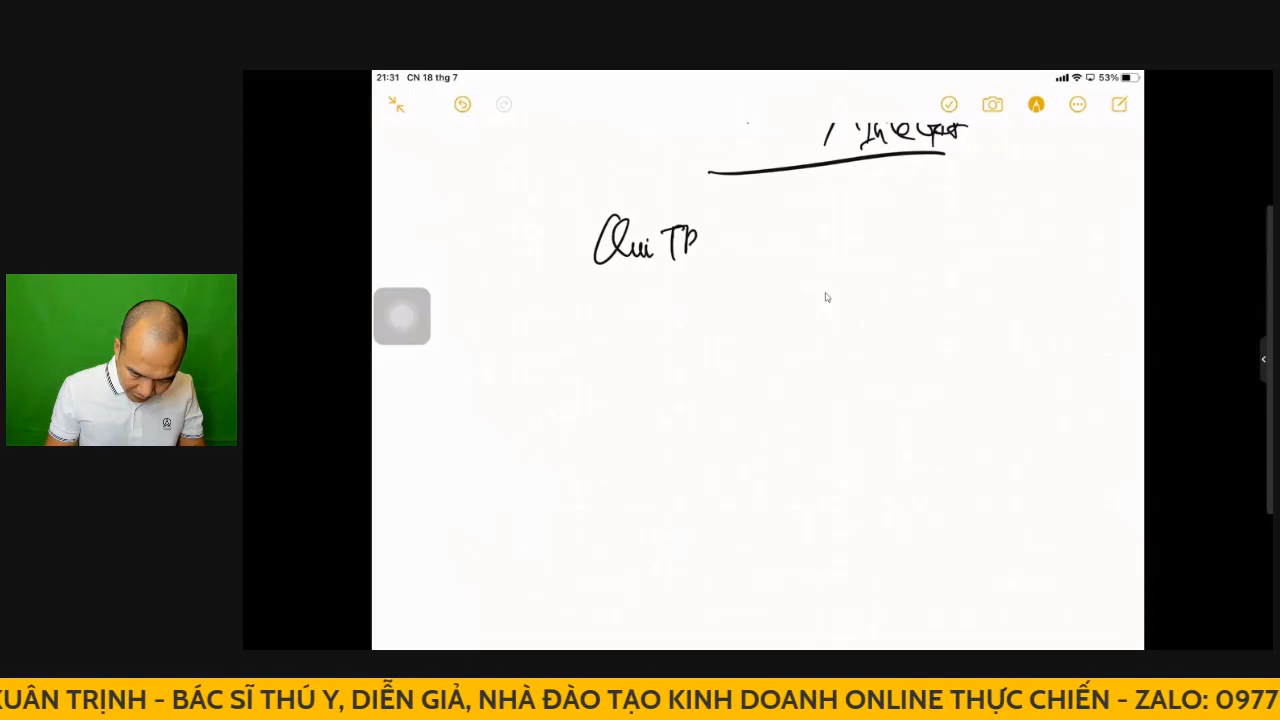 21:31 CN 18 thg 7 53%
Qui TP
XUÂN TRỊNH - BÁC SĨ THÚ Y, DIỄN GIẢ, NHÀ ĐÀO TẠO KINH DOANH ONLINE THỰC CHIẾN - ZALO: 0977